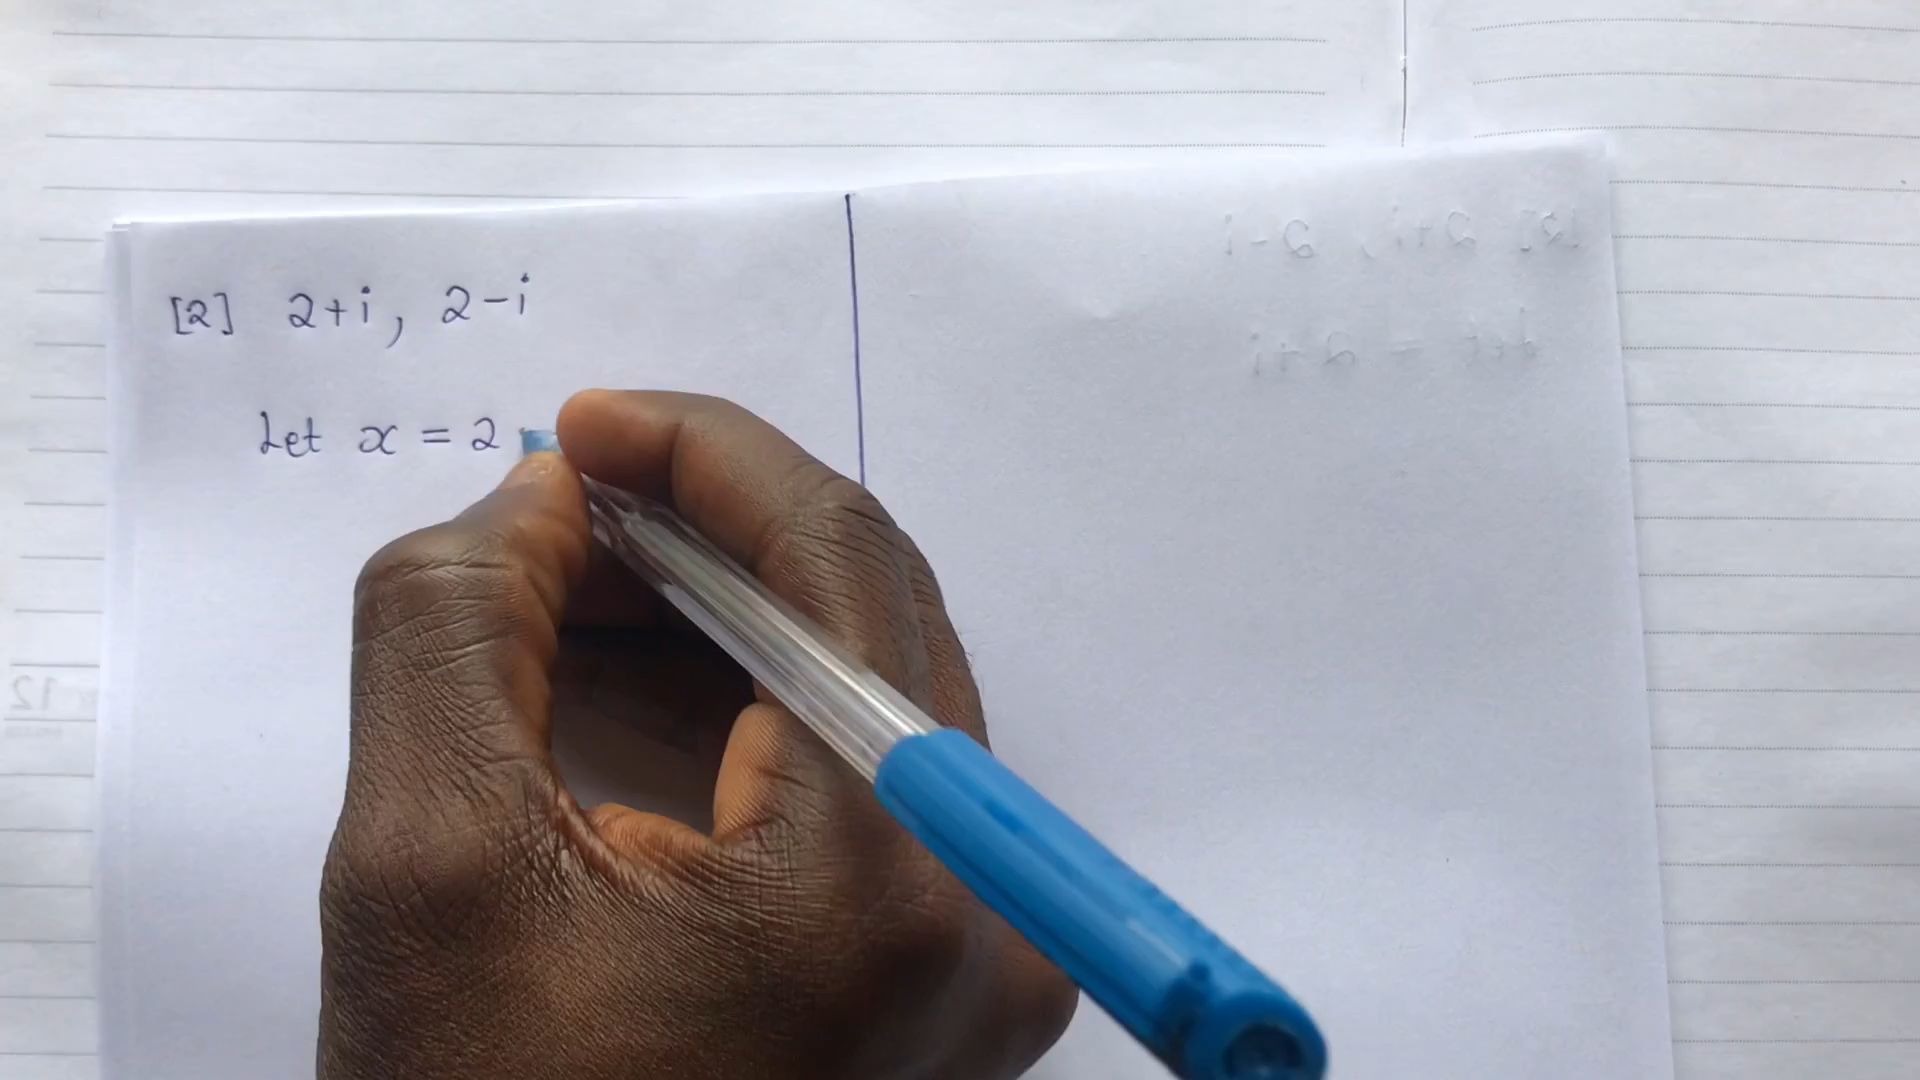 [2] 2+i, 2-i
Let x = 2